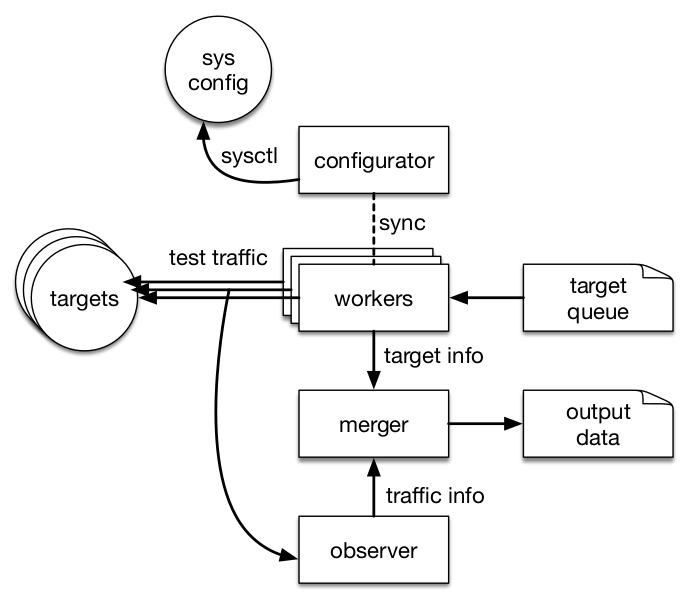 sys
config
sysctl
configurator
sync
test traffic
targets
workers
target
queue
target info
merger
output
data
traffic info
observer